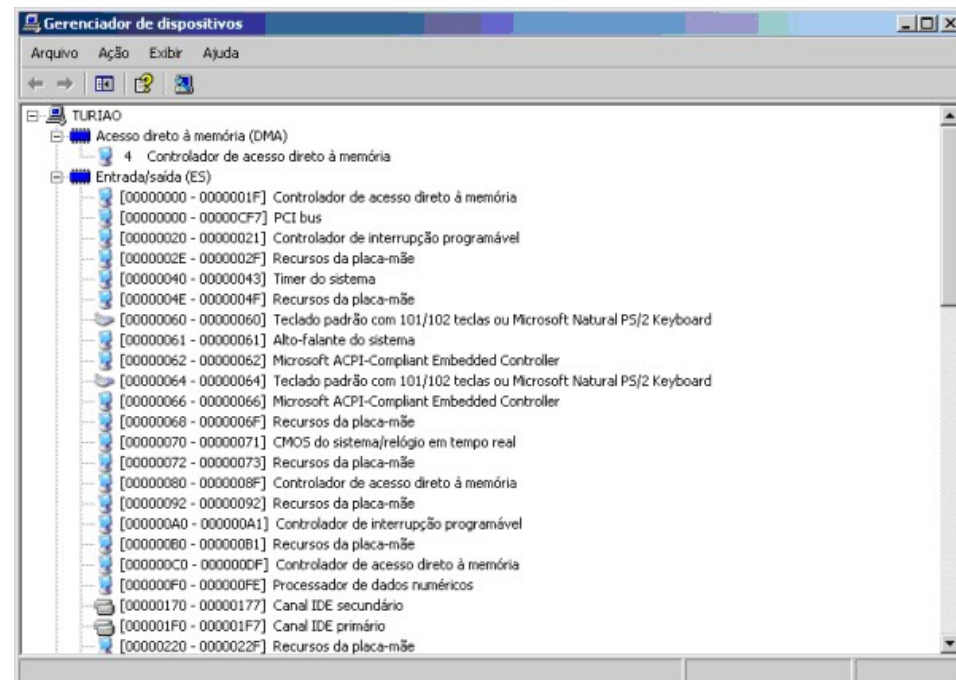 Gerenciador de dispositivos
Arquivo Ação Exibir Ajuda
TURIAO
Acesso direto à memória (DMA)
4 Controlador de acesso direto à memória
Entrada/saída (ES)
[00000000 - 0000001F] Controlador de acesso direto à memória
[00000000 - 00000CF7] PCI bus
[00000020 - 00000021] Controlador de interrupção programável
[0000002E - 0000002F] Recursos da placa-mãe
[00000040 - 00000043] Timer do sistema
[0000004E - 0000004F] Recursos da placa-mãe
[00000060 - 00000060] Teclado padrão com 101/102 teclas ou Microsoft Natural PS/2 Keyboard
[00000061 - 00000061] Alto-falante do sistema
[00000062 - 00000062] Microsoft ACPI-Compliant Embedded Controller
[00000064 - 00000064] Teclado padrão com 101/102 teclas ou Microsoft Natural PS/2 Keyboard
[00000066 - 00000066] Microsoft ACPI-Compliant Embedded Controller
[00000068 - 0000006F] Recursos da placa-mãe
[00000070 - 00000071] CMOS do sistema/relógio em tempo real
[00000072 - 00000073] Recursos da placa-mãe
[00000080 - 0000008F] Controlador de acesso direto à memória
[00000092 - 00000092] Recursos da placa-mãe
[000000A0 - 000000A1] Controlador de interrupção programável
[000000B0 - 000000B1] Recursos da placa-mãe
[000000C0 - 000000DF] Controlador de acesso direto à memória
[000000F0 - 000000FE] Processador de dados numéricos
[00000170 - 00000177] Canal IDE secundário
[000001F0 - 000001F7] Canal IDE primário
[00000220 - 0000022F] Recursos da placa-mãe